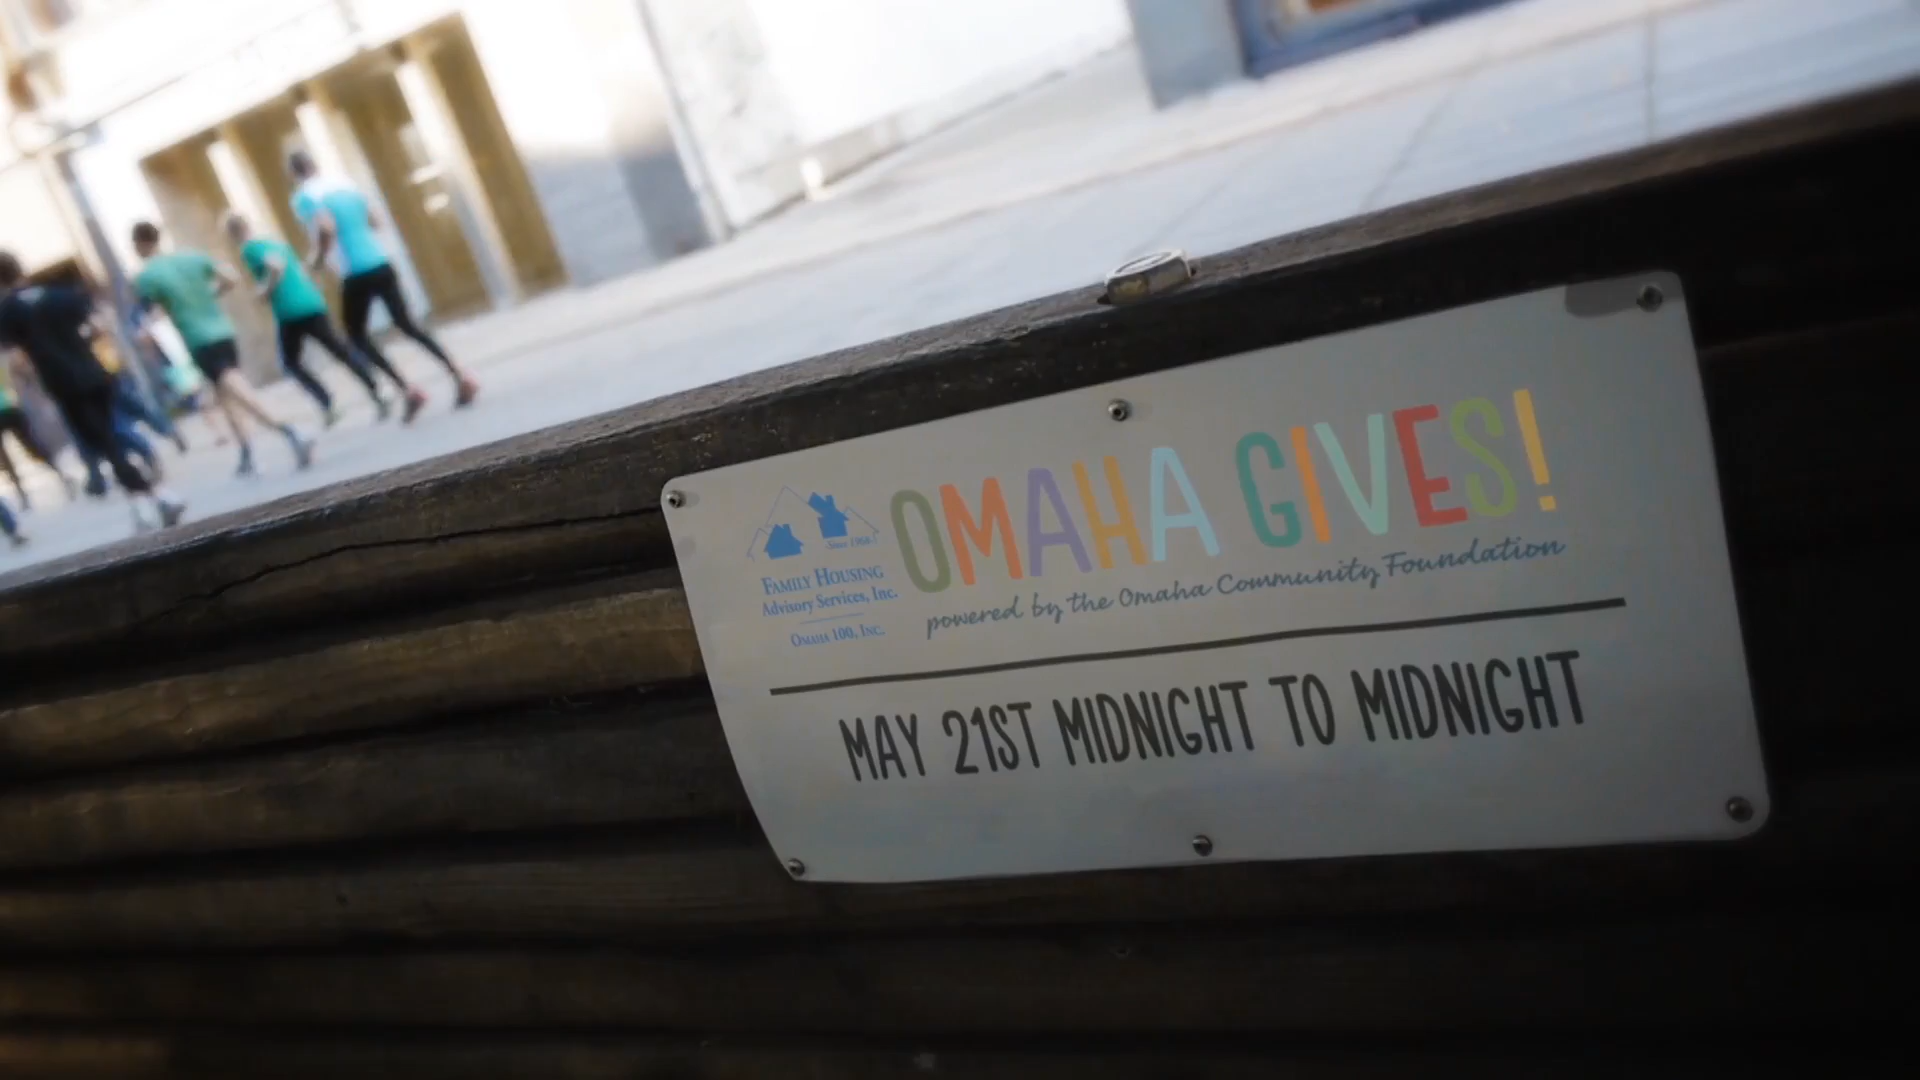 OMAHA GIVES!
powered by the Omaha Community Foundation
Since 1968
FAMILY HOUSING
Advisory Services, Inc.
OMAHA 100, INC.
MAY 21ST MIDNIGHT TO MIDNIGHT